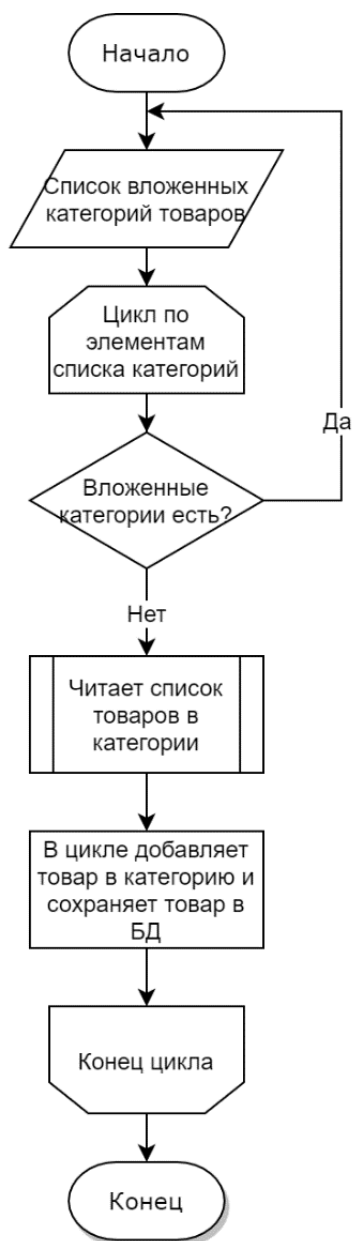 Начало
Список вложенных
категорий товаров
Цикл по
элементам
списка категорий
Да
Вложенные
категории есть?
Нет
Читает список
товаров в
категории
В цикле добавляет
товар в категорию и
сохраняет товар в
БД
Конец цикла
Конец